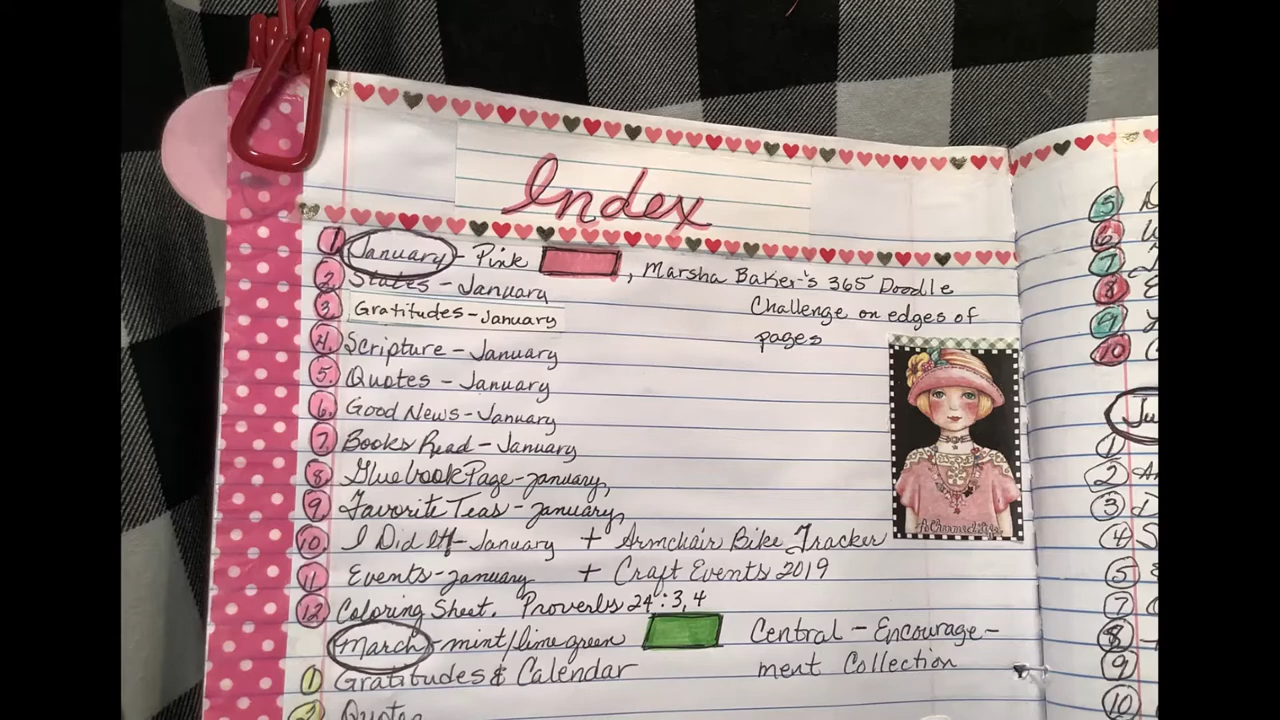 Index
1 January - Pink , Marsha Baker's 365 Doodle
Challenge on edges of
pages
2. States - January
3. Gratitudes - January
4. Scripture - January
5. Quotes - January
6. Good News - January
7. Books Read - January
8. Gluebook Page - January
9. Favorite Teas - January
10 I Did It! - January + Armchair Bike Tracker
11 Events - January + Craft Events 2019
12 Coloring Sheet. Proverbs 24:3,4
March - mint/lime green Central - Encourage-
ment Collection
1 Gratitudes & Calendar
2 Quotes
5
6
7
8
9
10
Ju
1
2
3
4
5
7
8
9
10